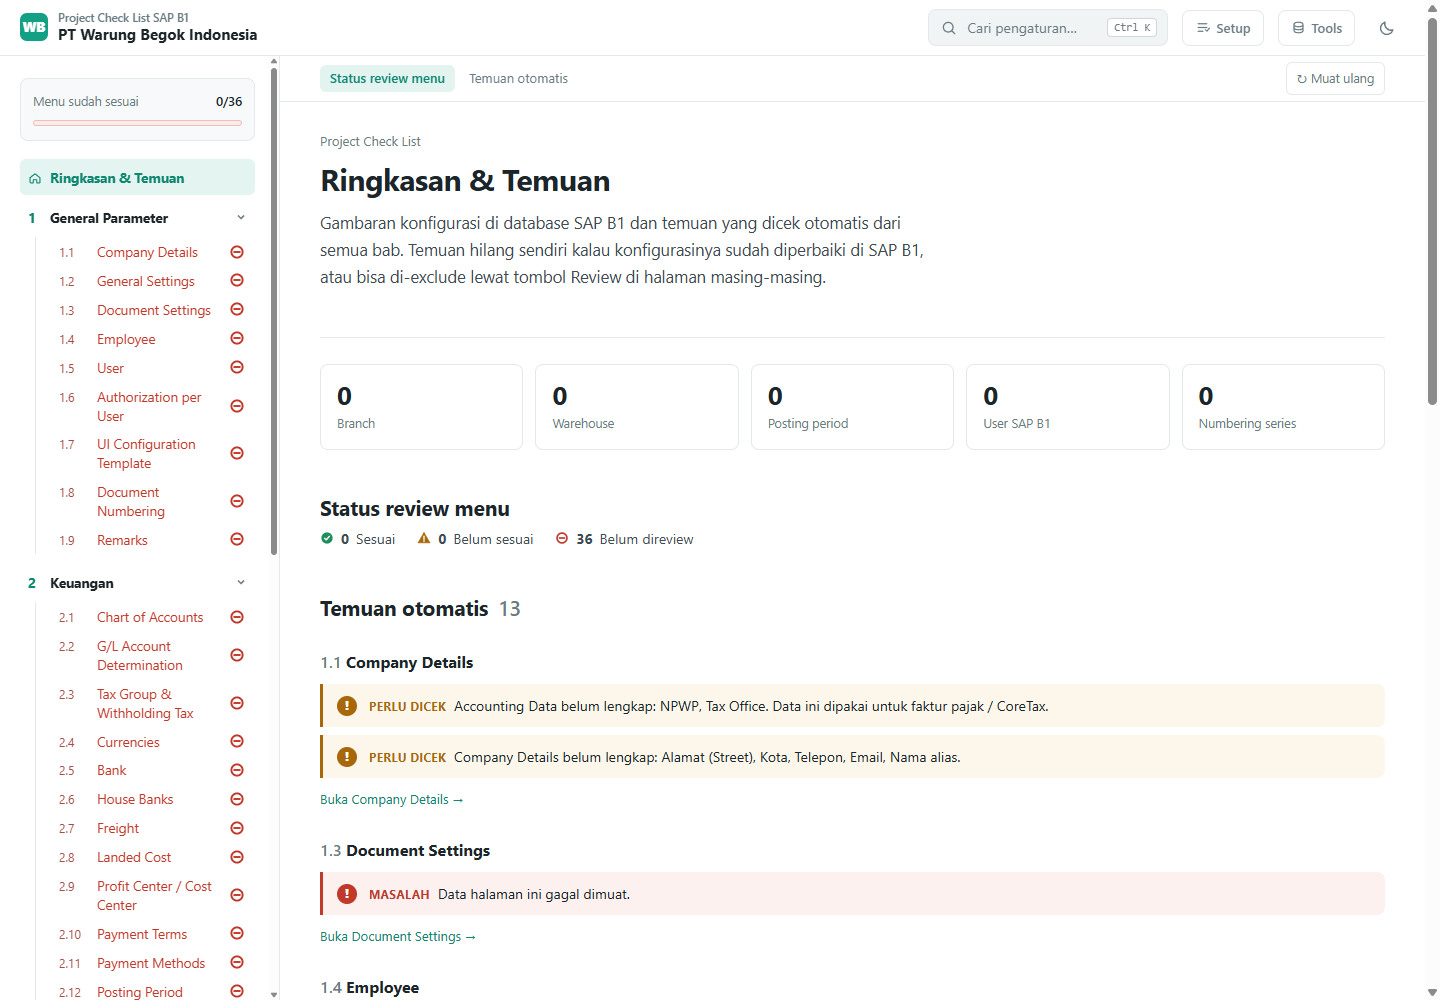 WB
Project Check List SAP B1
PT Warung Begok Indonesia
Cari pengaturan...
Ctrl K
Setup
Tools
Menu sudah sesuai
0/36
Ringkasan & Temuan
1 General Parameter
1.1 Company Details
1.2 General Settings
1.3 Document Settings
1.4 Employee
1.5 User
1.6 Authorization per
User
1.7 UI Configuration
Template
1.8 Document
Numbering
1.9 Remarks
2 Keuangan
2.1 Chart of Accounts
2.2 G/L Account
Determination
2.3 Tax Group &
Withholding Tax
2.4 Currencies
2.5 Bank
2.6 House Banks
2.7 Freight
2.8 Landed Cost
2.9 Profit Center / Cost
Center
2.10 Payment Terms
2.11 Payment Methods
2.12 Posting Period
Status review menu
Temuan otomatis
↻ Muat ulang
Project Check List
Ringkasan & Temuan
Gambaran konfigurasi di database SAP B1 dan temuan yang dicek otomatis dari
semua bab. Temuan hilang sendiri kalau konfigurasinya sudah diperbaiki di SAP B1,
atau bisa di-exclude lewat tombol Review di halaman masing-masing.
0
Branch
0
Warehouse
0
Posting period
0
User SAP B1
0
Numbering series
Status review menu
0 Sesuai
0 Belum sesuai
36 Belum direview
Temuan otomatis 13
1.1 Company Details
! PERLU DICEK Accounting Data belum lengkap: NPWP, Tax Office. Data ini dipakai untuk faktur pajak / CoreTax.
! PERLU DICEK Company Details belum lengkap: Alamat (Street), Kota, Telepon, Email, Nama alias.
Buka Company Details →
1.3 Document Settings
! MASALAH Data halaman ini gagal dimuat.
Buka Document Settings →
1.4 Employee